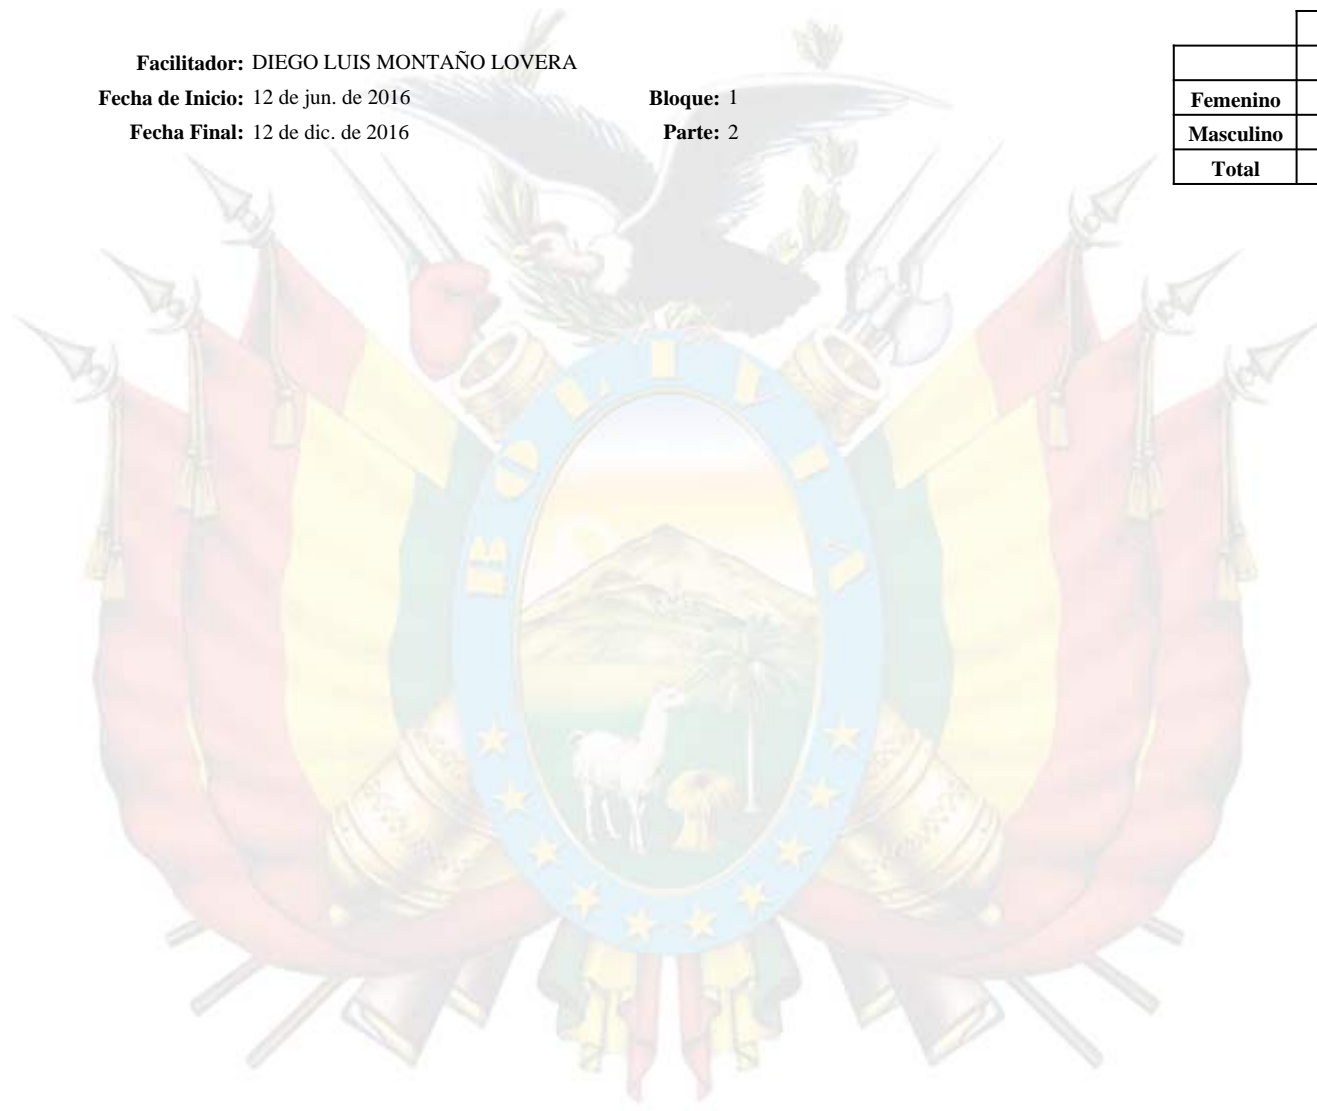 Facilitador: DIEGO LUIS MONTAÑO LOVERA
Fecha de Inicio: 12 de jun. de 2016 Bloque: 1
Fecha Final: 12 de dic. de 2016 Parte: 2
Femenino
Masculino
Total
BOLIVIA